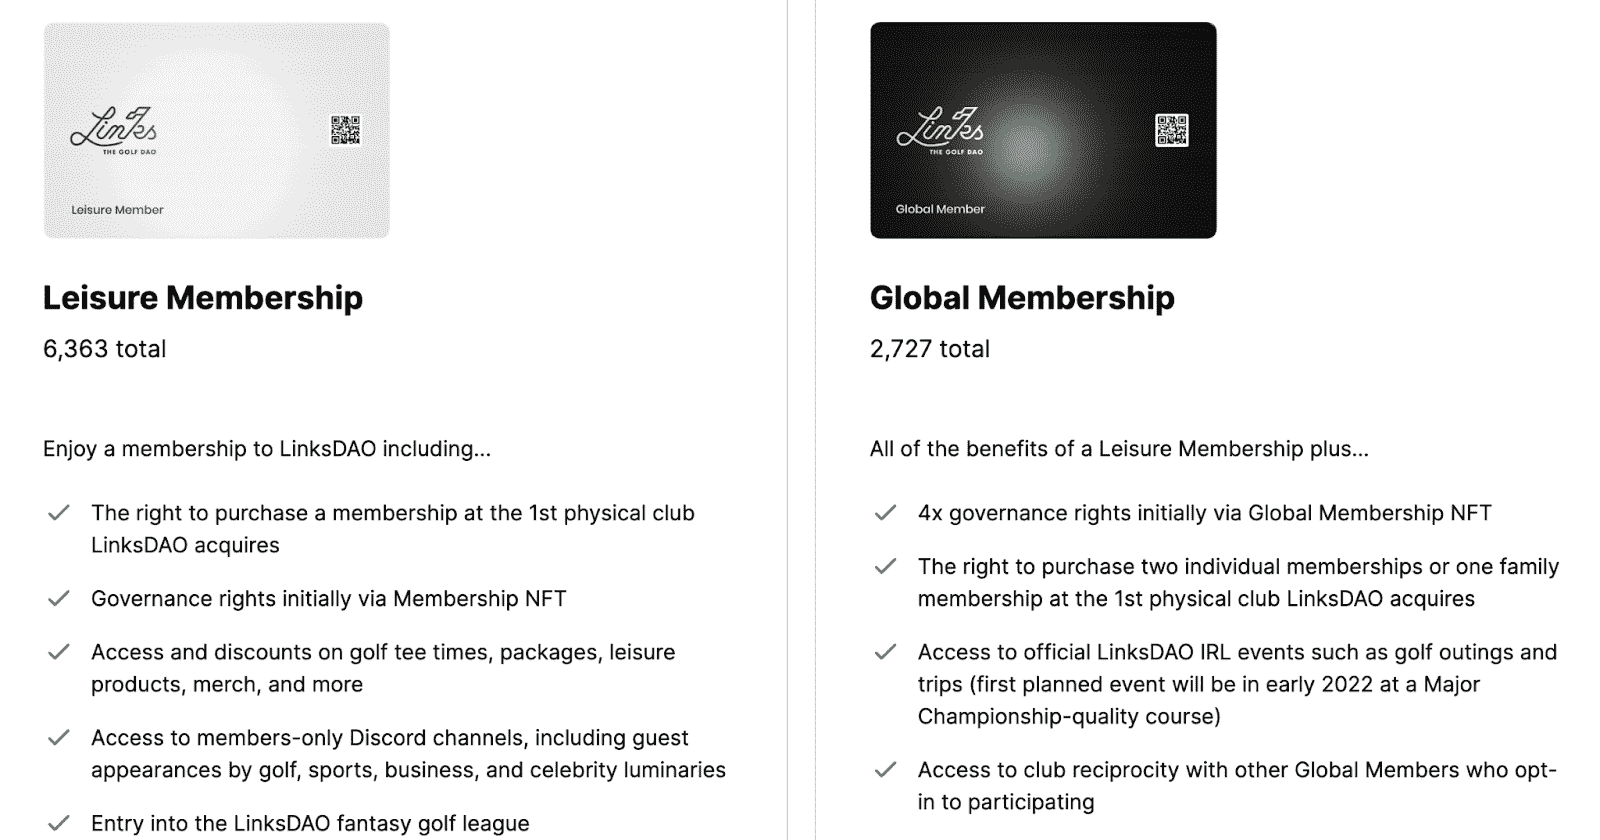 Links
THE GOLF DAO
Leisure Member
Leisure Membership
6,363 total
Enjoy a membership to LinksDAO including...
The right to purchase a membership at the 1st physical club
LinksDAO acquires
Governance rights initially via Membership NFT
Access and discounts on golf tee times, packages, leisure
products, merch, and more
Access to members-only Discord channels, including guest
appearances by golf, sports, business, and celebrity luminaries
Entry into the LinksDAO fantasy golf league
Links
THE GOLF DAO
Global Member
Global Membership
2,727 total
All of the benefits of a Leisure Membership plus...
4x governance rights initially via Global Membership NFT
The right to purchase two individual memberships or one family
membership at the 1st physical club LinksDAO acquires
Access to official LinksDAO IRL events such as golf outings and
trips (first planned event will be in early 2022 at a Major
Championship-quality course)
Access to club reciprocity with other Global Members who opt-
in to participating